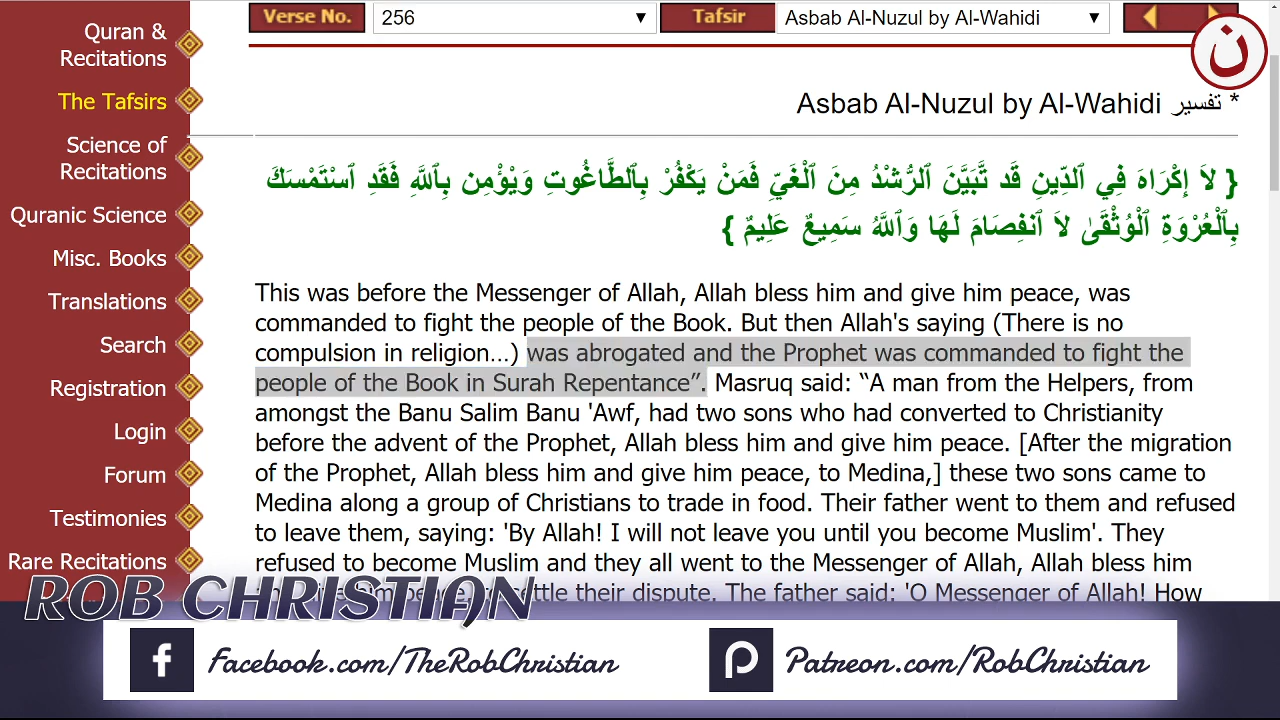 Verse No.
256
Tafsir
Asbab Al-Nuzul by Al-Wahidi
ن
Quran &
Recitations
The Tafsirs
Science of
Recitations
Quranic Science
Misc. Books
Translations
Search
Registration
Login
Forum
Testimonies
Rare Recitations
* تفسير Asbab Al-Nuzul by Al-Wahidi
{ لاَ إِكْرَاهَ فِي ٱلدِّينِ قَد تَّبَيَّنَ ٱلرُّشْدُ مِنَ ٱلْغَيِّ فَمَنْ يَكْفُرْ بِٱلطَّاغُوتِ وَيْؤْمِن بِٱللَّهِ فَقَدِ ٱسْتَمْسَكَ
بِٱلْعُرْوَةِ ٱلْوُثْقَىٰ لاَ ٱنفِصَامَ لَهَا وَٱللَّهُ سَمِيعٌ عَلِيمٌ }
This was before the Messenger of Allah, Allah bless him and give him peace, was
commanded to fight the people of the Book. But then Allah's saying (There is no
compulsion in religion…) was abrogated and the Prophet was commanded to fight the
people of the Book in Surah Repentance”. Masruq said: “A man from the Helpers, from
amongst the Banu Salim Banu 'Awf, had two sons who had converted to Christianity
before the advent of the Prophet, Allah bless him and give him peace. [After the migration
of the Prophet, Allah bless him and give him peace, to Medina,] these two sons came to
Medina along a group of Christians to trade in food. Their father went to them and refused
to leave them, saying: 'By Allah! I will not leave you until you become Muslim'. They
refused to become Muslim and they all went to the Messenger of Allah, Allah bless him
their dispute. The father said: 'O Messenger of Allah! How
ROB CHRISTIAN
Facebook.com/TheRobChristian
Patreon.com/RobChristian